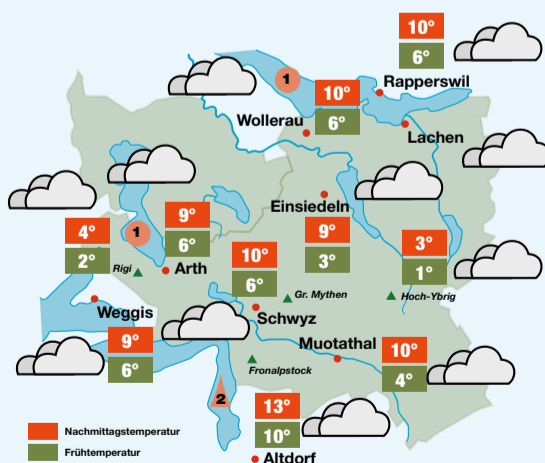 10°
6°
Rapperswil
1
10°
6°
Wollerau
Lachen
Einsiedeln
9°
3°
9°
6°
4°
2°
1
Rigi
Arth
3°
1°
Hoch-Ybrig
10°
6°
Gr. Mythen
Schwyz
Weggis
9°
6°
Muotathal
10°
4°
Fronalpstock
2
13°
10°
Altdorf
Nachmittagstemperatur
Frühtemperatur